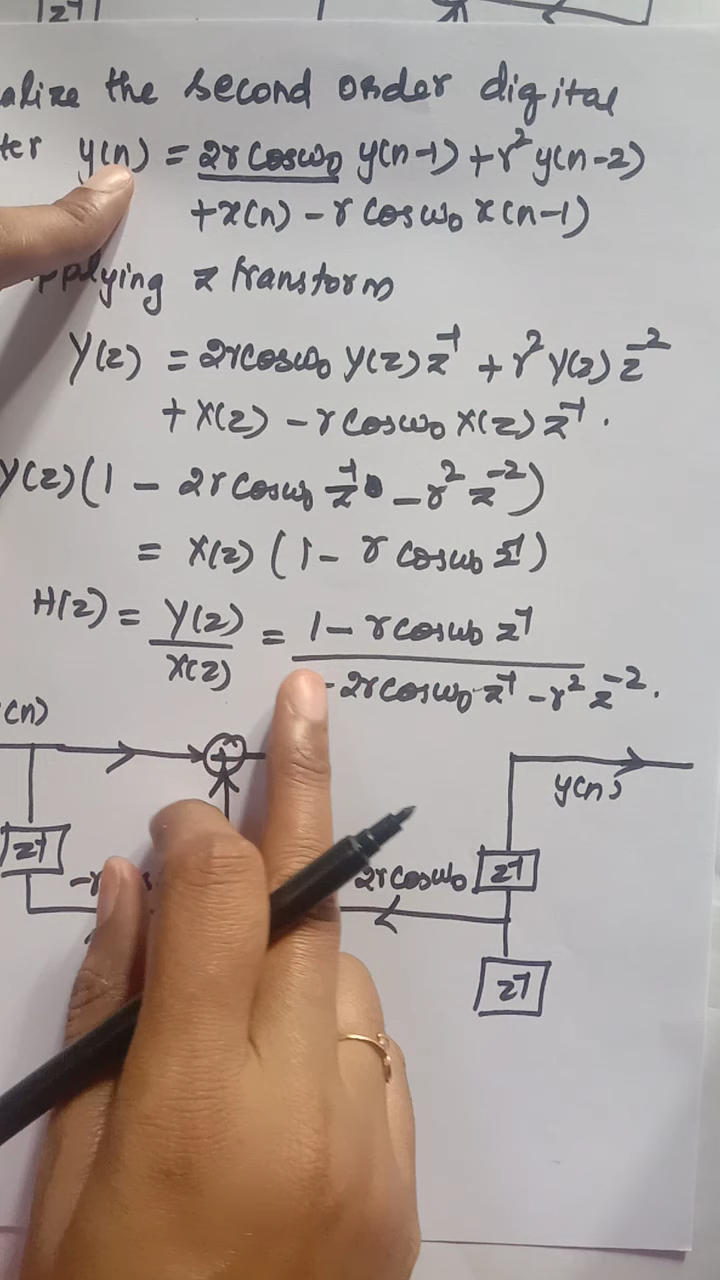 z⁻¹
alize the second order digital
ter y(n) = 2r cosω₀ y(n-1) + r² y(n-2)
+x(n) - r cosω₀ x(n-1)
pplying z transform
Y(z) = 2r cosω₀ Y(z) z⁻¹ + r² Y(z) z⁻²
+ X(z) - r cosω₀ X(z) z⁻¹.
Y(z) (1 - 2r cosω₀ z⁻¹ - r² z⁻²)
= X(z) (1 - r cosω₀ z⁻¹)
H(z) = Y(z) / X(z) = 1 - r cosω₀ z⁻¹ / - 2r cosω₀ z⁻¹ - r² z⁻².
(n)
+
y(n)
z⁻¹ -r 2r cosω₀ z⁻¹
z⁻¹